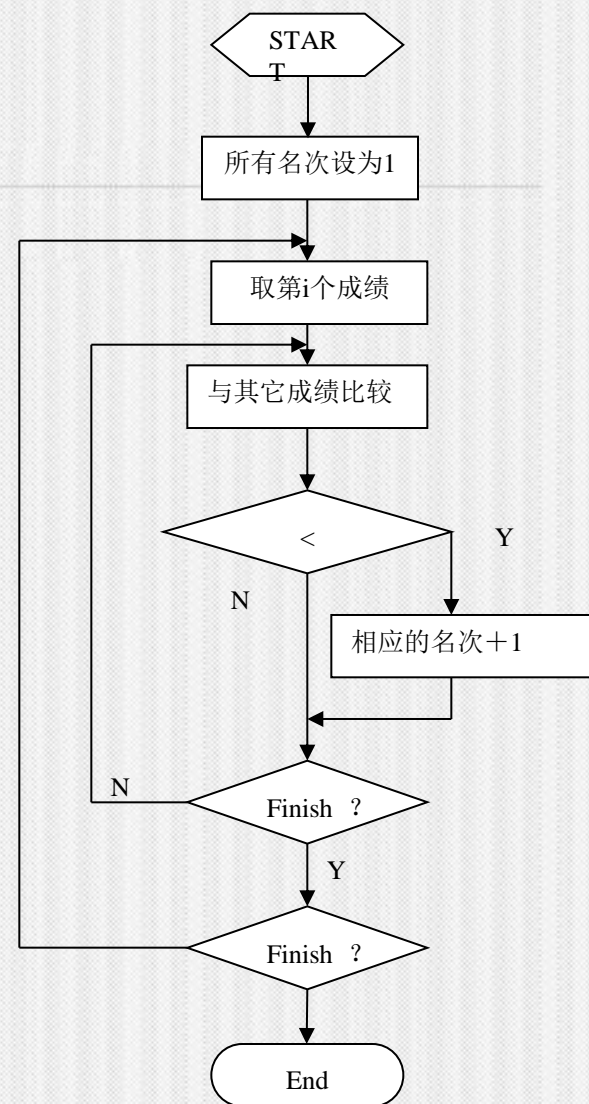 STAR
T
所有名次设为1
取第i个成绩
与其它成绩比较
<
Y
N
相应的名次＋1
N
Finish ？
Y
Finish ？
End